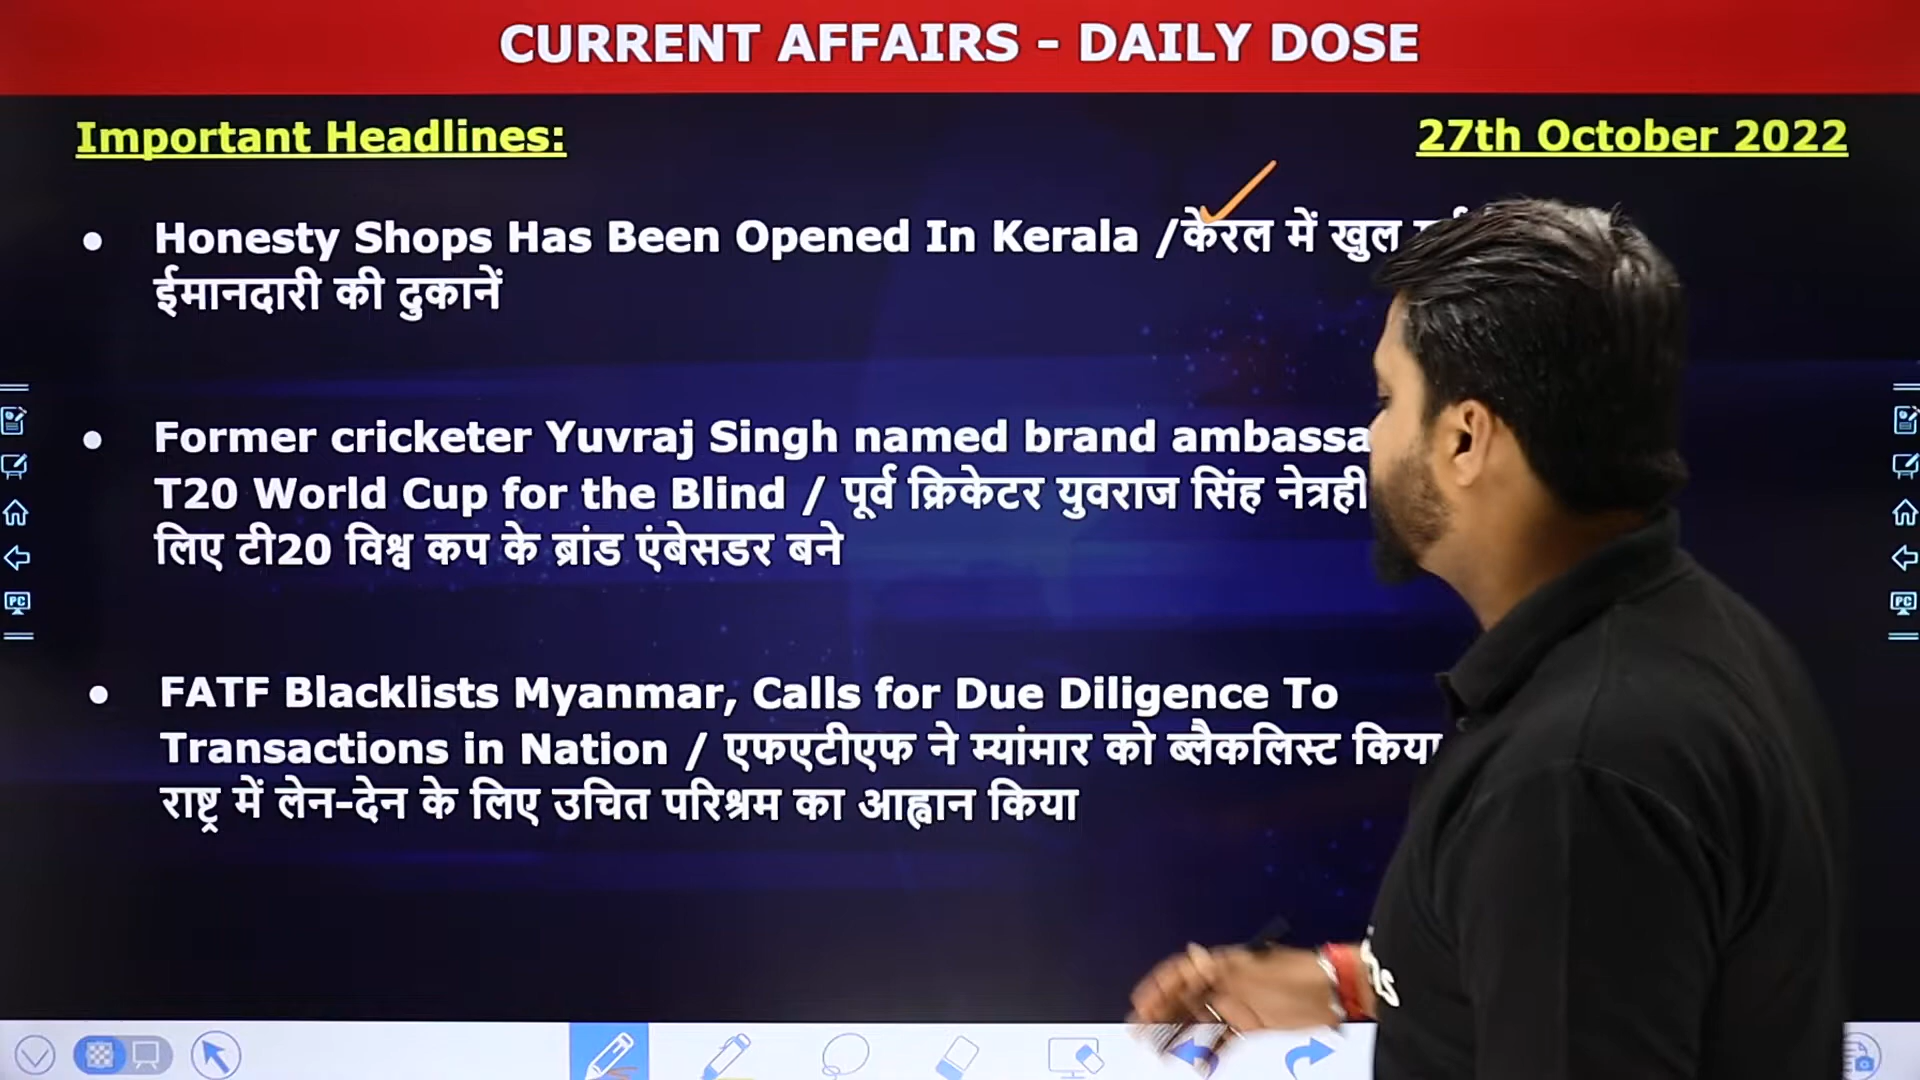 CURRENT AFFAIRS - DAILY DOSE
Important Headlines:
27th October 2022
Honesty Shops Has Been Opened In Kerala /केरल में खुल
ईमानदारी की दुकानें
Former cricketer Yuvraj Singh named brand
T20 World Cup for the Blind / पूर्व क्रिकेटर युवराज सिंह
लिए टी20 विश्व कप के ब्रांड एंबेसडर बने
FATF Blacklists Myanmar, Calls for Due Diligence To
Transactions in Nation / एफएटीएफ ने म्यांमार को ब्लैकलिस्ट किया
राष्ट्र में लेन-देन के लिए उचित परिश्रम का आह्वान किया
PC
PC